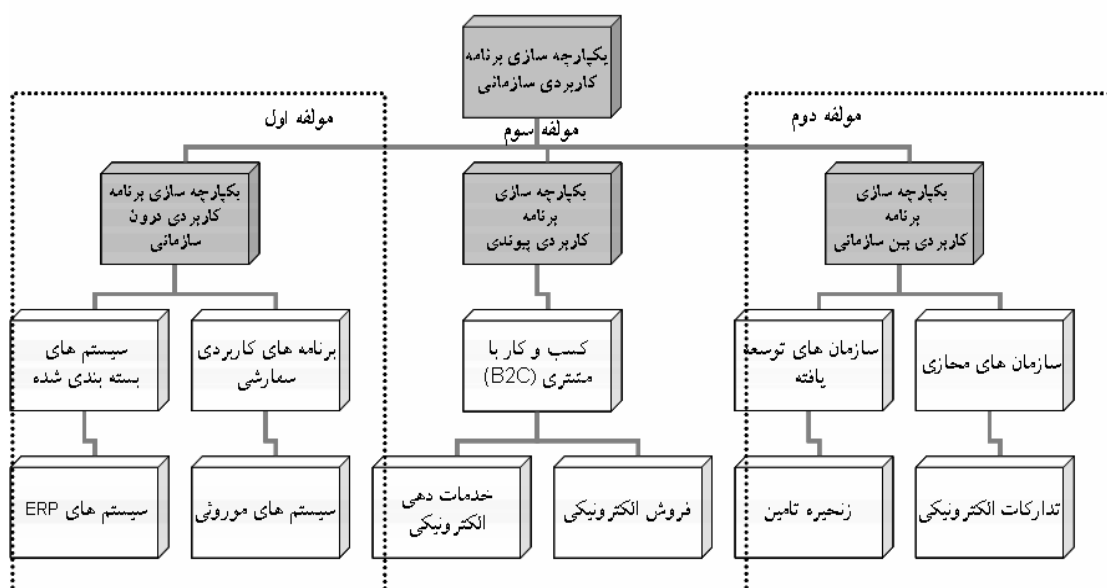 یکپارچه سازی برنامه
کاربردی سازمانی
مولفه دوم
مولفه سوم
مولفه اول
یکپارچه سازی
برنامه
کاربردی بین سازمانی
یکپارچه سازی
برنامه
کاربردی پیوندی
یکپارچه سازی برنامه
کاربردی درون
سازمانی
سازمان های مجازی
سازمان های توسعه
یافته
کسب و کار با
مشتری (B2C)
برنامه های کاربردی
سفارشی
سیستم های
بسته بندی شده
تدارکات الکترونیکی
زنجیره تامین
فروش الکترونیکی
خدمات دهی
الکترونیکی
سیستم های موروثی
سیستم های ERP